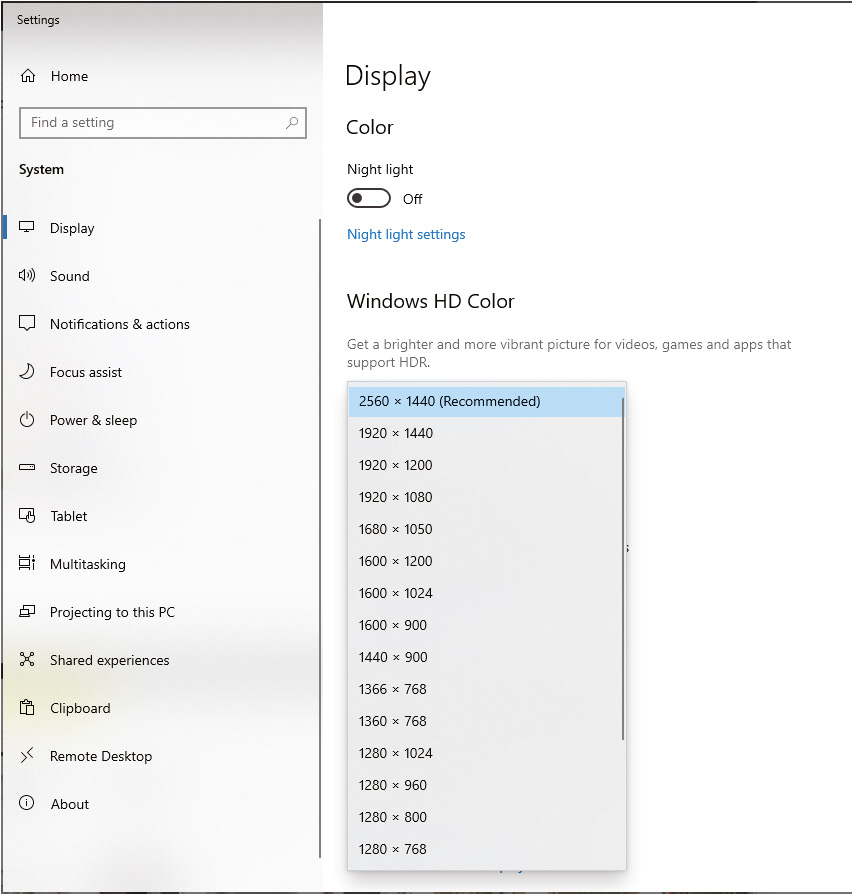 Settings
Home
Find a setting
System
Display
Sound
Notifications & actions
Focus assist
Power & sleep
Storage
Tablet
Multitasking
Projecting to this PC
Shared experiences
Clipboard
Remote Desktop
About
Display
Color
Night light
Off
Night light settings
Windows HD Color
Get a brighter and more vibrant picture for videos, games and apps that
support HDR.
2560 × 1440 (Recommended)
1920 × 1440
1920 × 1200
1920 × 1080
1680 × 1050
1600 × 1200
1600 × 1024
1600 × 900
1440 × 900
1366 × 768
1360 × 768
1280 × 1024
1280 × 960
1280 × 800
1280 × 768